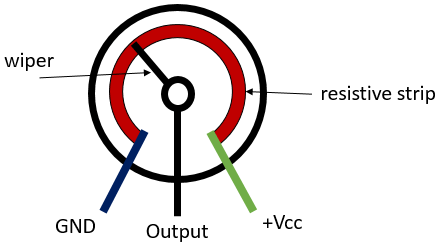 wiper
resistive strip
GND
Output
+Vcc